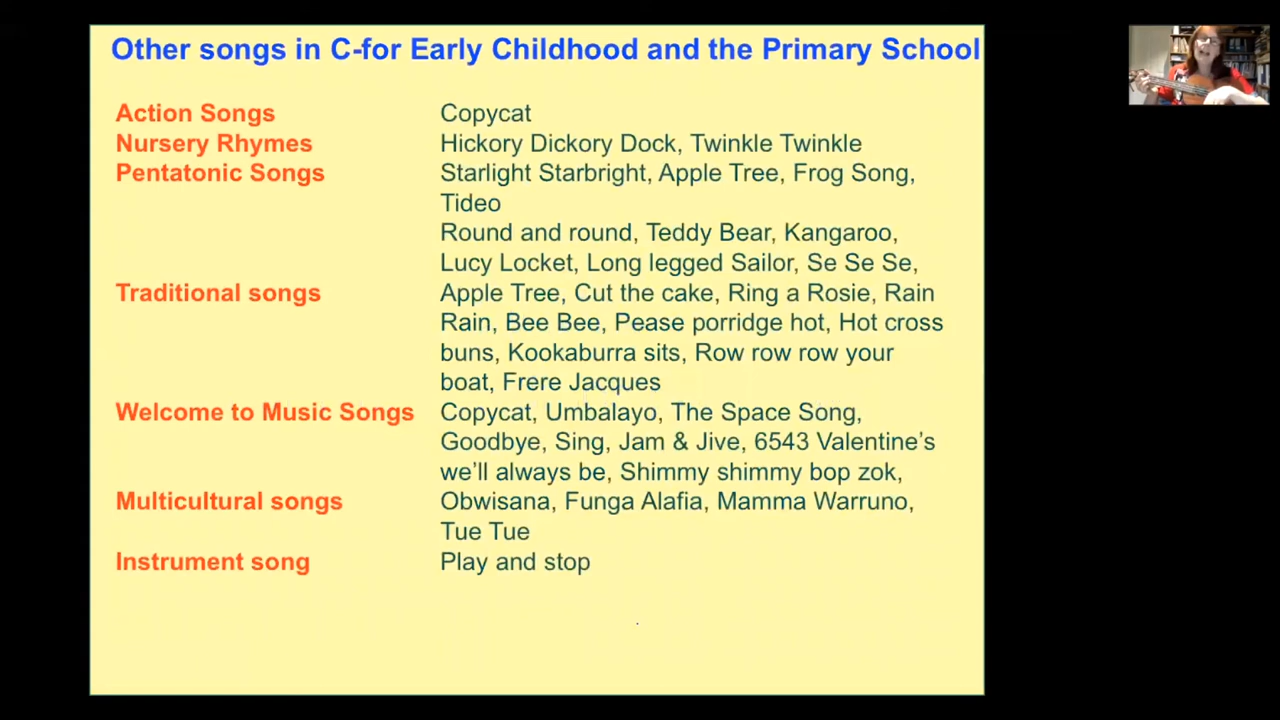 Other songs in C-for Early Childhood and the Primary School
Action Songs Copycat
Nursery Rhymes Hickory Dickory Dock, Twinkle Twinkle
Pentatonic Songs Starlight Starbright, Apple Tree, Frog Song,
Tideo
Round and round, Teddy Bear, Kangaroo,
Lucy Locket, Long legged Sailor, Se Se Se,
Traditional songs Apple Tree, Cut the cake, Ring a Rosie, Rain
Rain, Bee Bee, Pease porridge hot, Hot cross
buns, Kookaburra sits, Row row row your
boat, Frere Jacques
Welcome to Music Songs Copycat, Umbalayo, The Space Song,
Goodbye, Sing, Jam & Jive, 6543 Valentine's
we'll always be, Shimmy shimmy bop zok,
Multicultural songs Obwisana, Funga Alafia, Mamma Warruno,
Tue Tue
Instrument song Play and stop